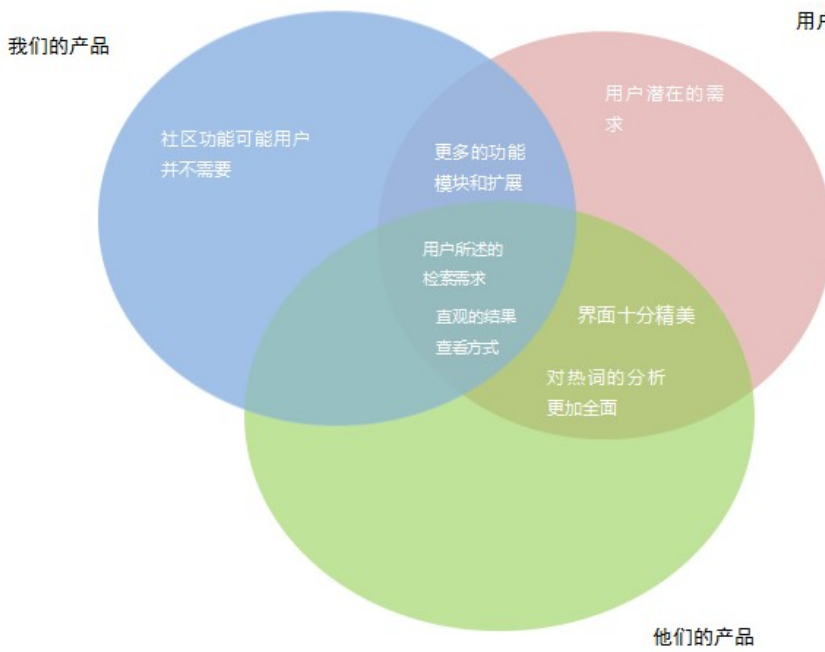 我们的产品
用户
用户潜在的需
求
社区功能可能用户
并不需要
更多的功能
模块和扩展
用户所述的
检索需求
直观的结果
查看方式
界面十分精美
对热词的分析
更加全面
他们的产品